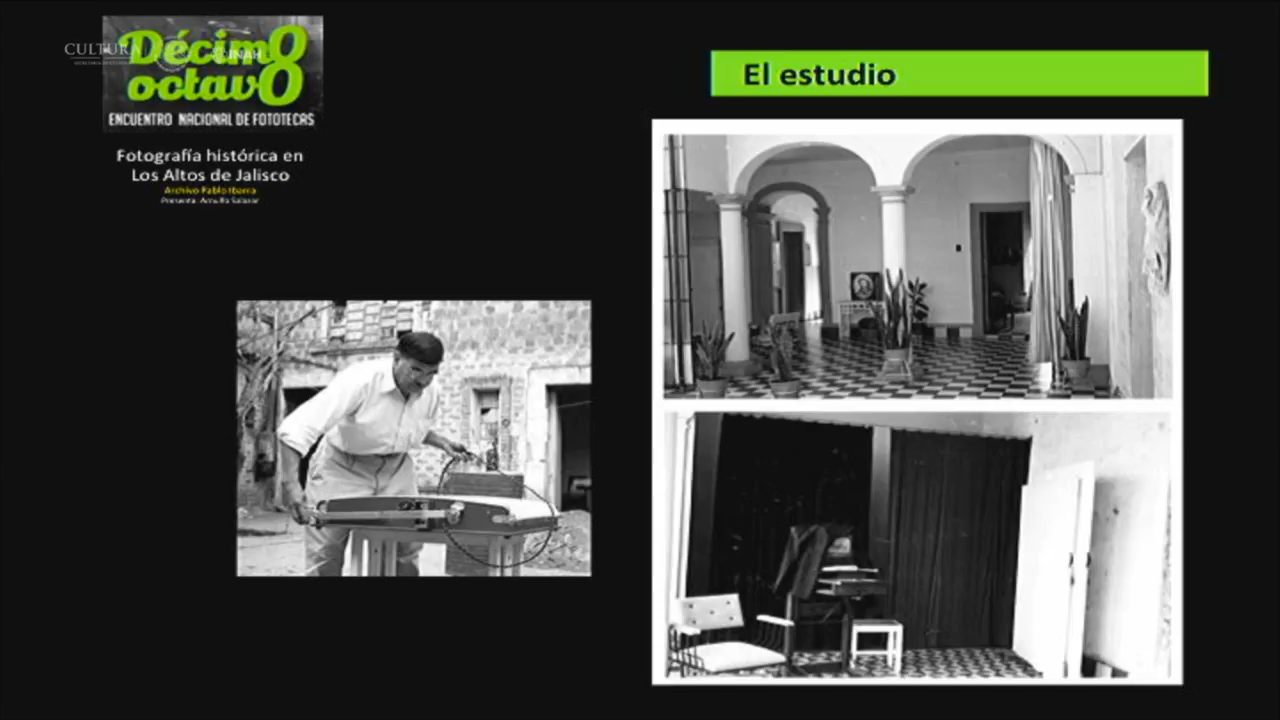 CULTURA
INAH
Décimo
octavo
ENCUENTRO NACIONAL DE FOTOTECAS
Fotografía histórica en
Los Altos de Jalisco
Archivo Pablo Ibarra
El estudio